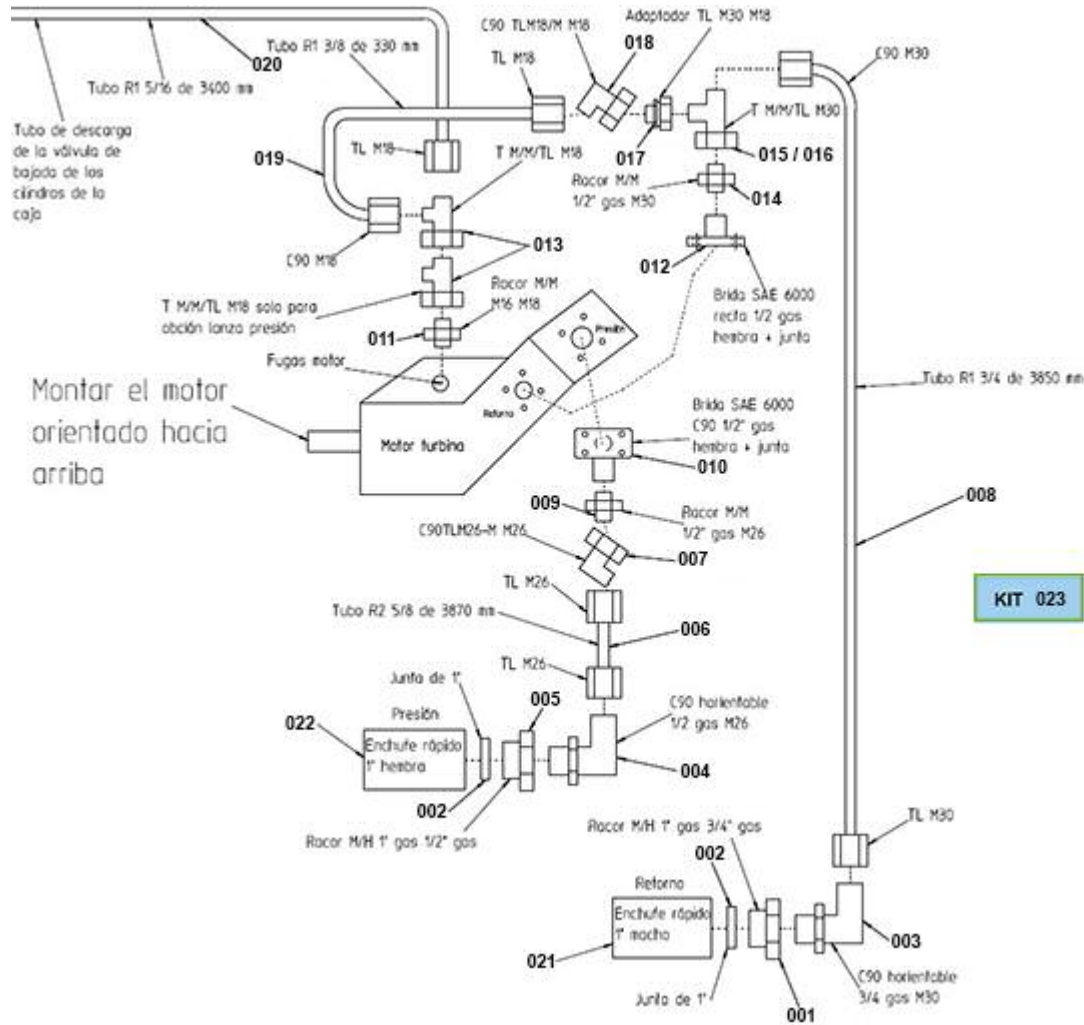 C90 TLM18/M M18
Adaptador TL M30 M18
018
TL M18
C90 M30
020
Tubo R1 3/8 de 330 mm
Tubo R1 5/16 de 3400 mm
Tubo de descarga
de la válvula de
bajada de los
cilindros de la
caja
019
TL M18
T M/M/TL M18
017
T M/M/TL M30
015 / 016
Racor M/M
1/2" gas M30
014
C90 M18
013
012
T M/M/TL M18 solo para
obción lanza presión
Racor M/M
M16 M18
011
Brida SAE 6000
recta 1/2 gas
hembra + junta
Presión
Fugas motor
Retorno
Motor turbina
Montar el motor
orientado hacia
arriba
Tubo R1 3/4 de 3850 mm
Brida SAE 6000
C90 1/2" gas
hembra + junta
010
009
Racor M/M
1/2" gas M26
008
C90TLM26-M M26
007
TL M26
KIT 023
Tubo R2 5/8 de 3870 mm
006
TL M26
Junta de 1"
005
C90 horientable
1/2 gas M26
Presión
022
Enchufe rápido
1" hembra
004
002
Racor M/H 1" gas 1/2" gas
Racor M/H 1" gas 3/4" gas
TL M30
002
Retorno
Enchufe rápido
1" macho
003
021
C90 horientable
3/4 gas M30
Junta de 1"
001